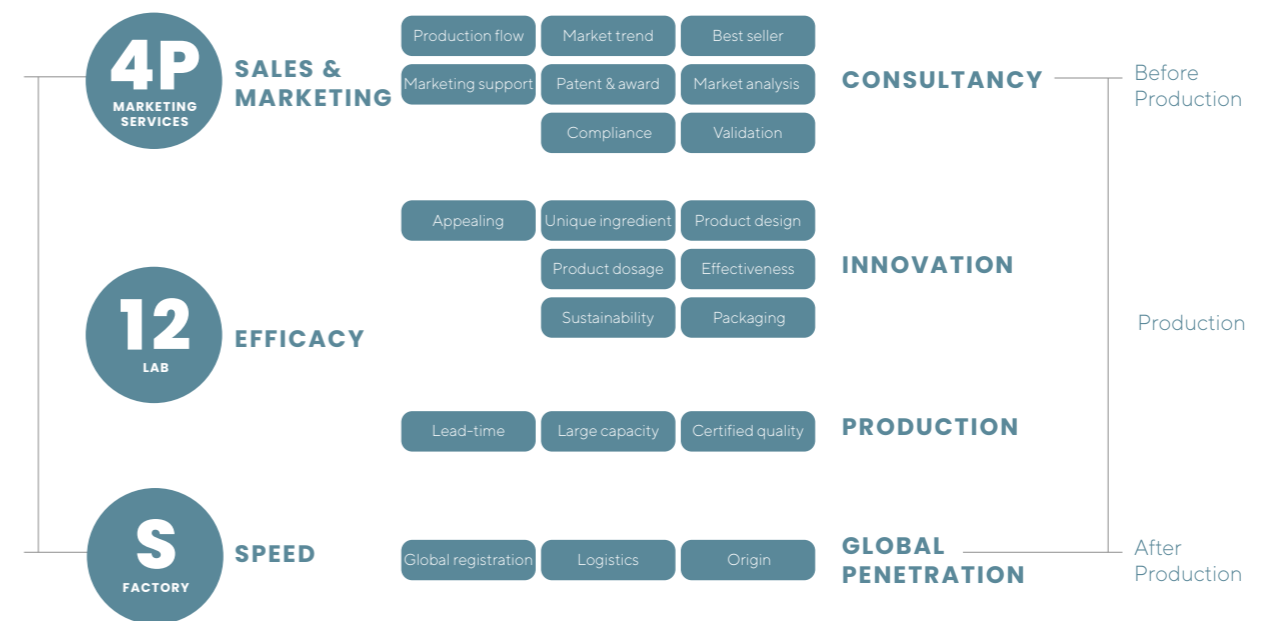 4P
MARKETING
SERVICES
SALES &
MARKETING
Production flow
Market trend
Best seller
Marketing support
Patent & award
Market analysis
Compliance
Validation
CONSULTANCY
Before
Production
Appealing
Unique ingredient
Product design
Product dosage
Effectiveness
Sustainability
Packaging
INNOVATION
12
LAB
EFFICACY
Production
Lead-time
Large capacity
Certified quality
PRODUCTION
S
FACTORY
SPEED
Global registration
Logistics
Origin
GLOBAL
PENETRATION
After
Production